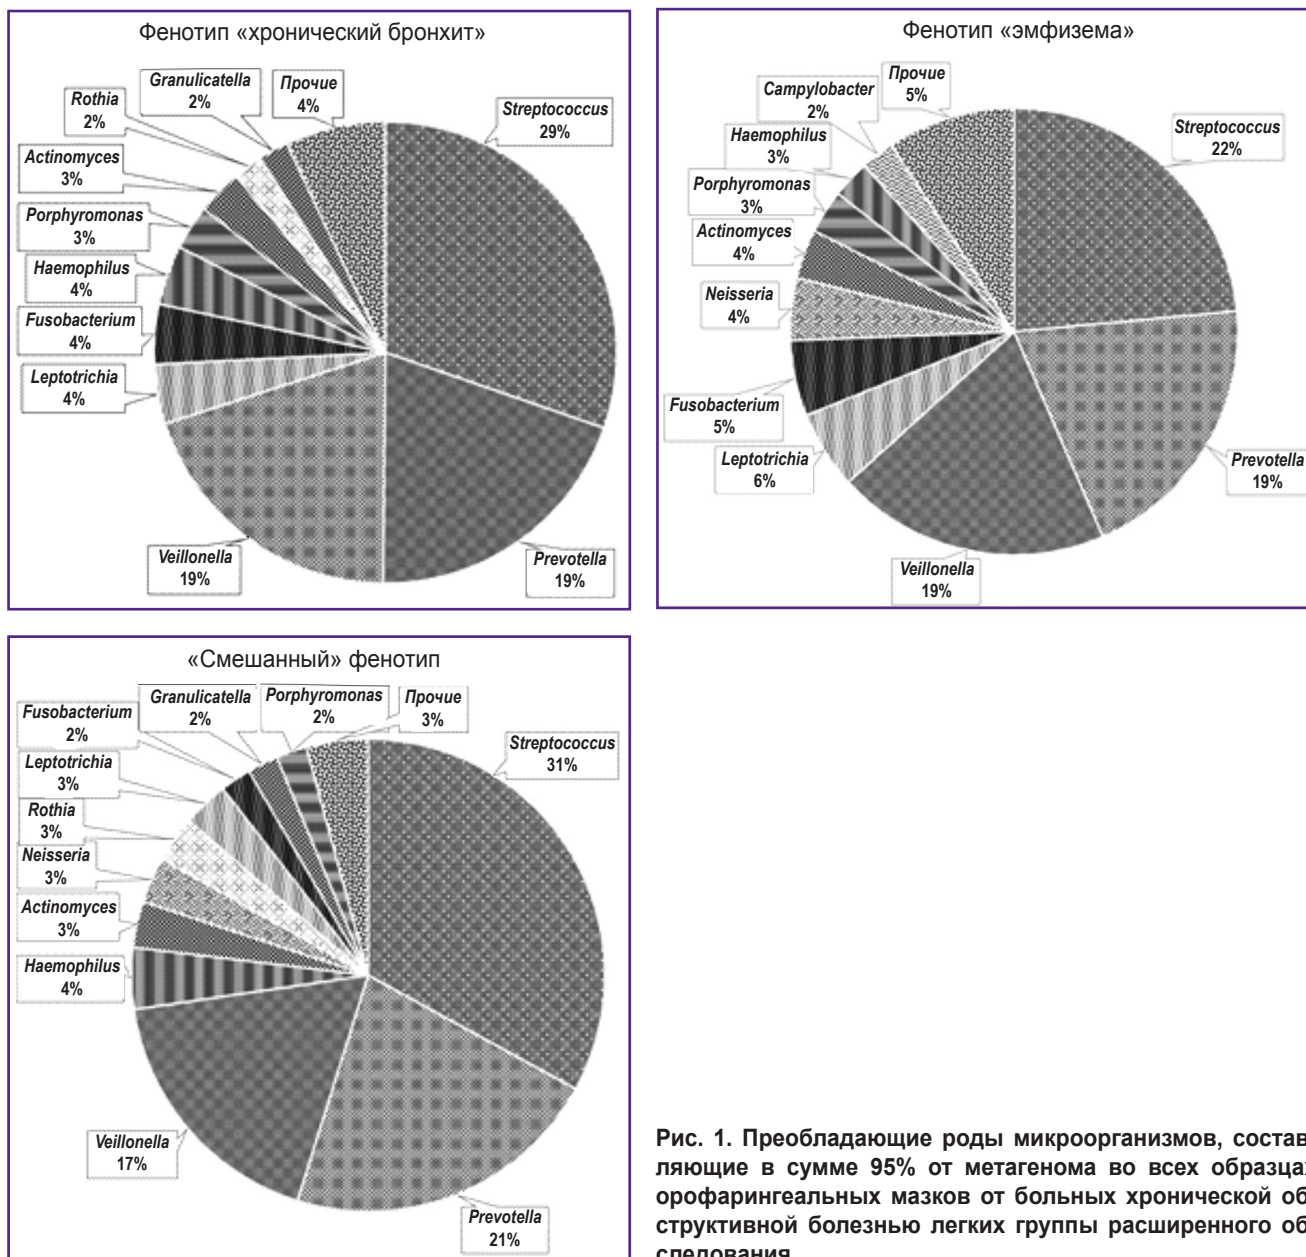 Фенотип «хронический бронхит»
Granulicatella
2%
Прочие
4%
Rothia
2%
Streptococcus
29%
Actinomyces
3%
Porphyromonas
3%
Haemophilus
4%
Fusobacterium
4%
Leptotrichia
4%
Veillonella
19%
Prevotella
19%
Фенотип «эмфизема»
Прочие
5%
Campylobacter
2%
Streptococcus
22%
Haemophilus
3%
Porphyromonas
3%
Actinomyces
4%
Neisseria
4%
Fusobacterium
5%
Leptotrichia
6%
Prevotella
19%
Veillonella
19%
«Смешанный» фенотип
Granulicatella
2%
Porphyromonas
2%
Прочие
3%
Fusobacterium
2%
Streptococcus
31%
Leptotrichia
3%
Rothia
3%
Neisseria
3%
Actinomyces
3%
Haemophilus
4%
Veillonella
17%
Prevotella
21%
Рис. 1. Преобладающие роды микроорганизмов, состав
ляющие в сумме 95% от метагенома во всех образцах
орофарингеальных мазков от больных хронической об
структивной болезнью легких группы расширенного об
следования